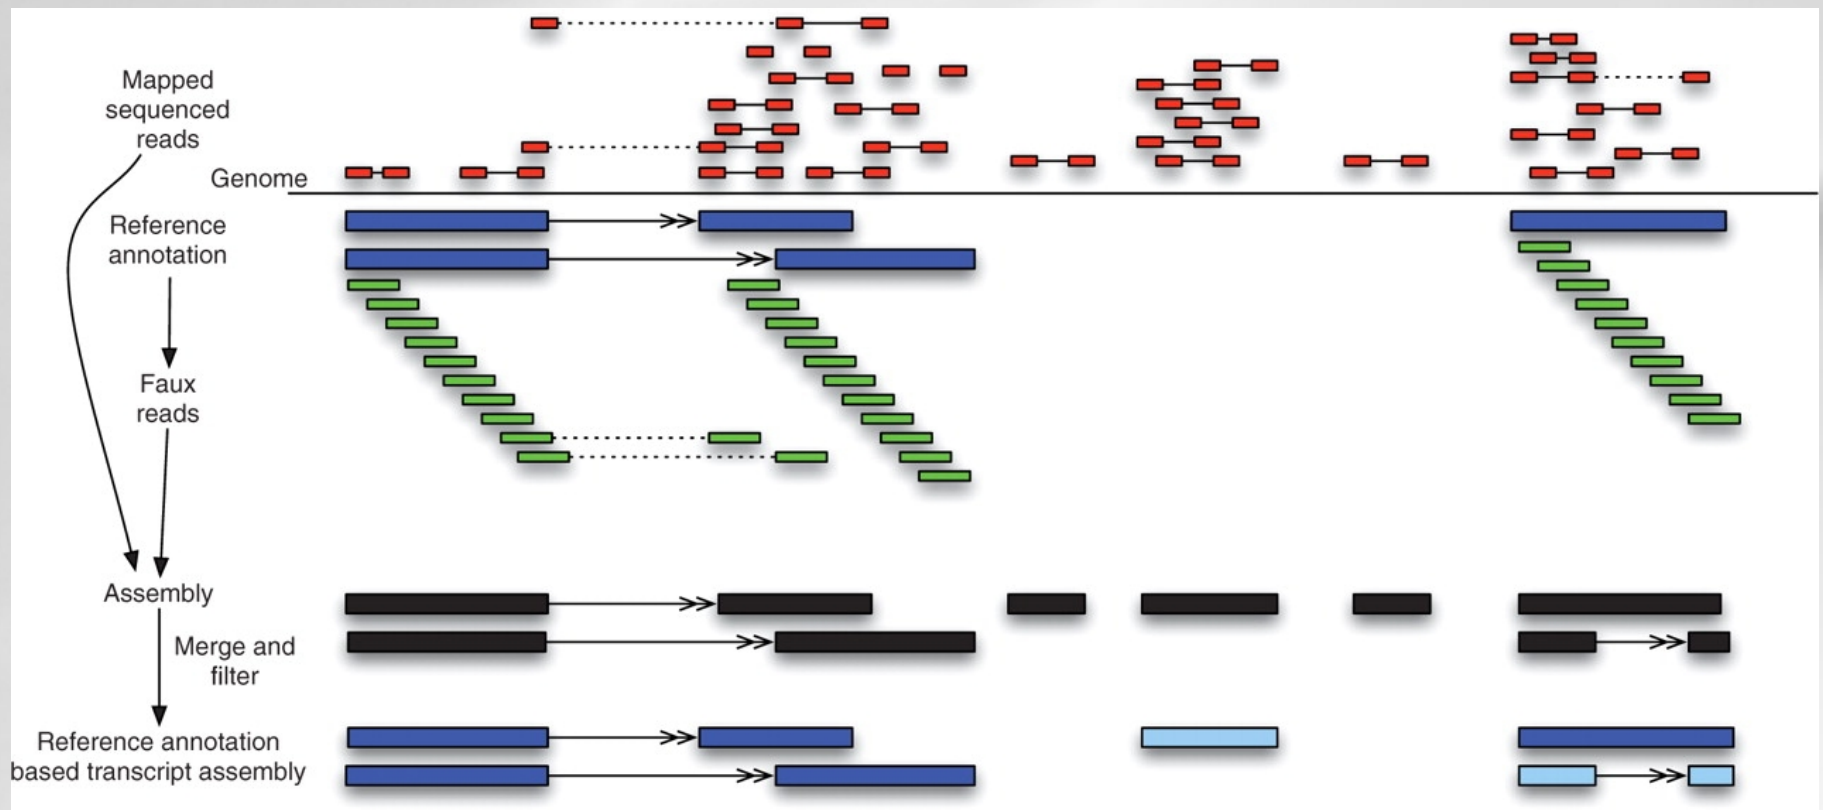 Mapped
sequenced
reads
Genome
Reference
annotation
Faux
reads
Assembly
Merge and
filter
Reference annotation
based transcript assembly